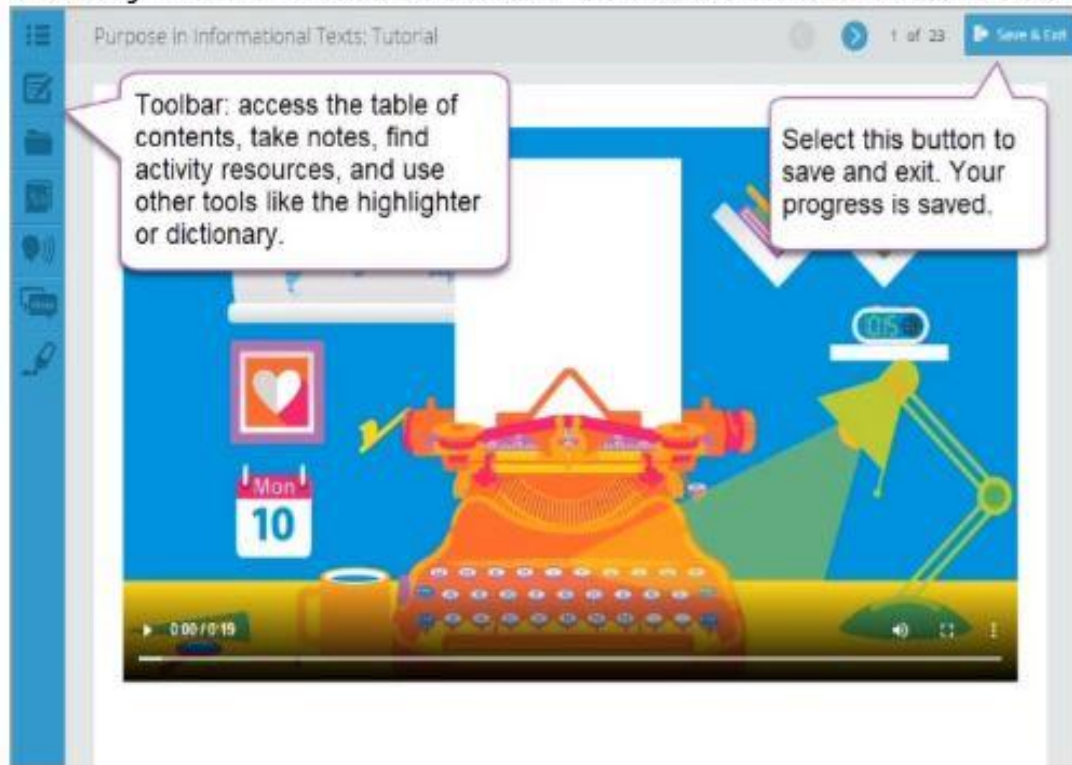 Purpose in Informational Texts: Tutorial
1 of 23
Save & Exit
Toolbar: access the table of
contents, take notes, find
activity resources, and use
other tools like the highlighter
or dictionary.
Select this button to
save and exit. Your
progress is saved.
Mon
10
0:00 / 0:19